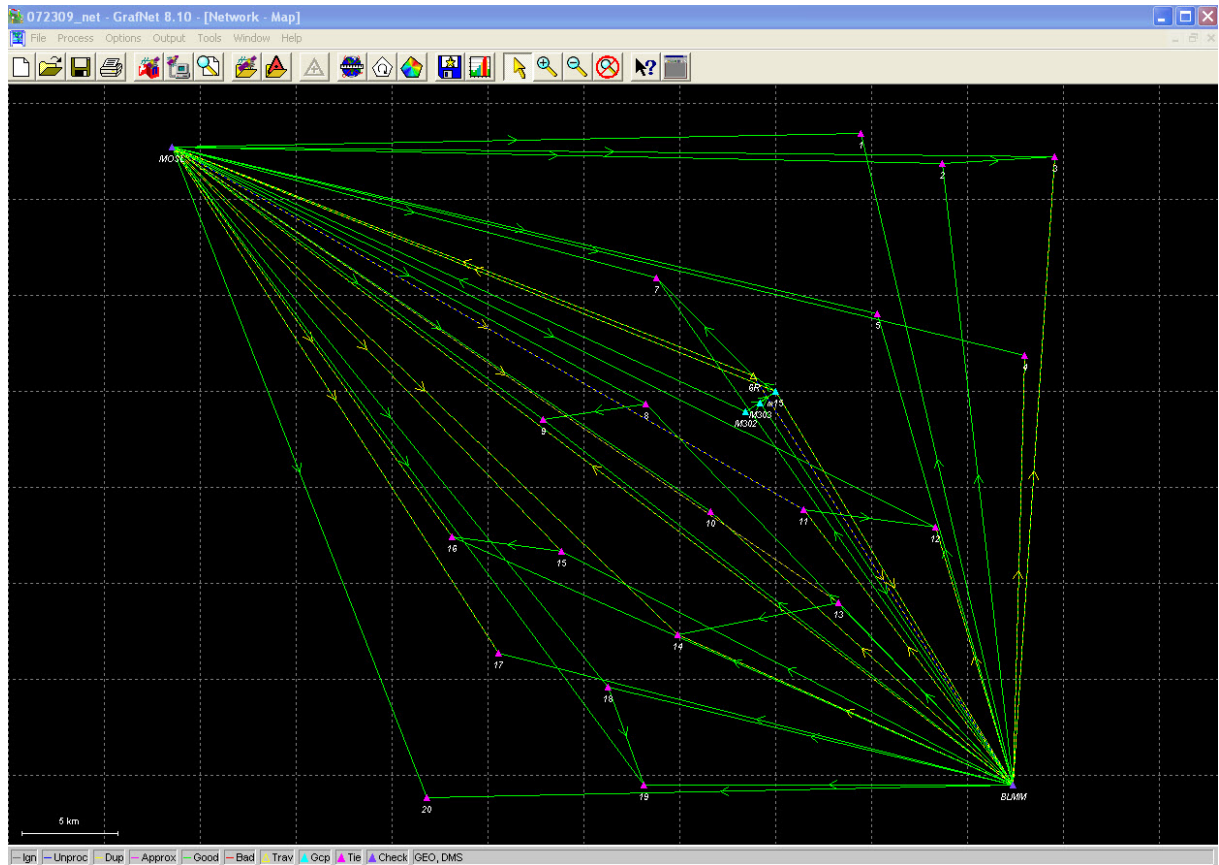 072309_net - GrafNet 8.10 - [Network - Map]
File Process Options Output Tools Window Help
1
2
3
7
5
4
6R
M303
M302
8
9
10
11
12
16
15
13
14
17
18
19
20
BLMM
5 km
Ign Unproc Dup Approx Good Bad Trav Gcp Tie Check GEO, DMS